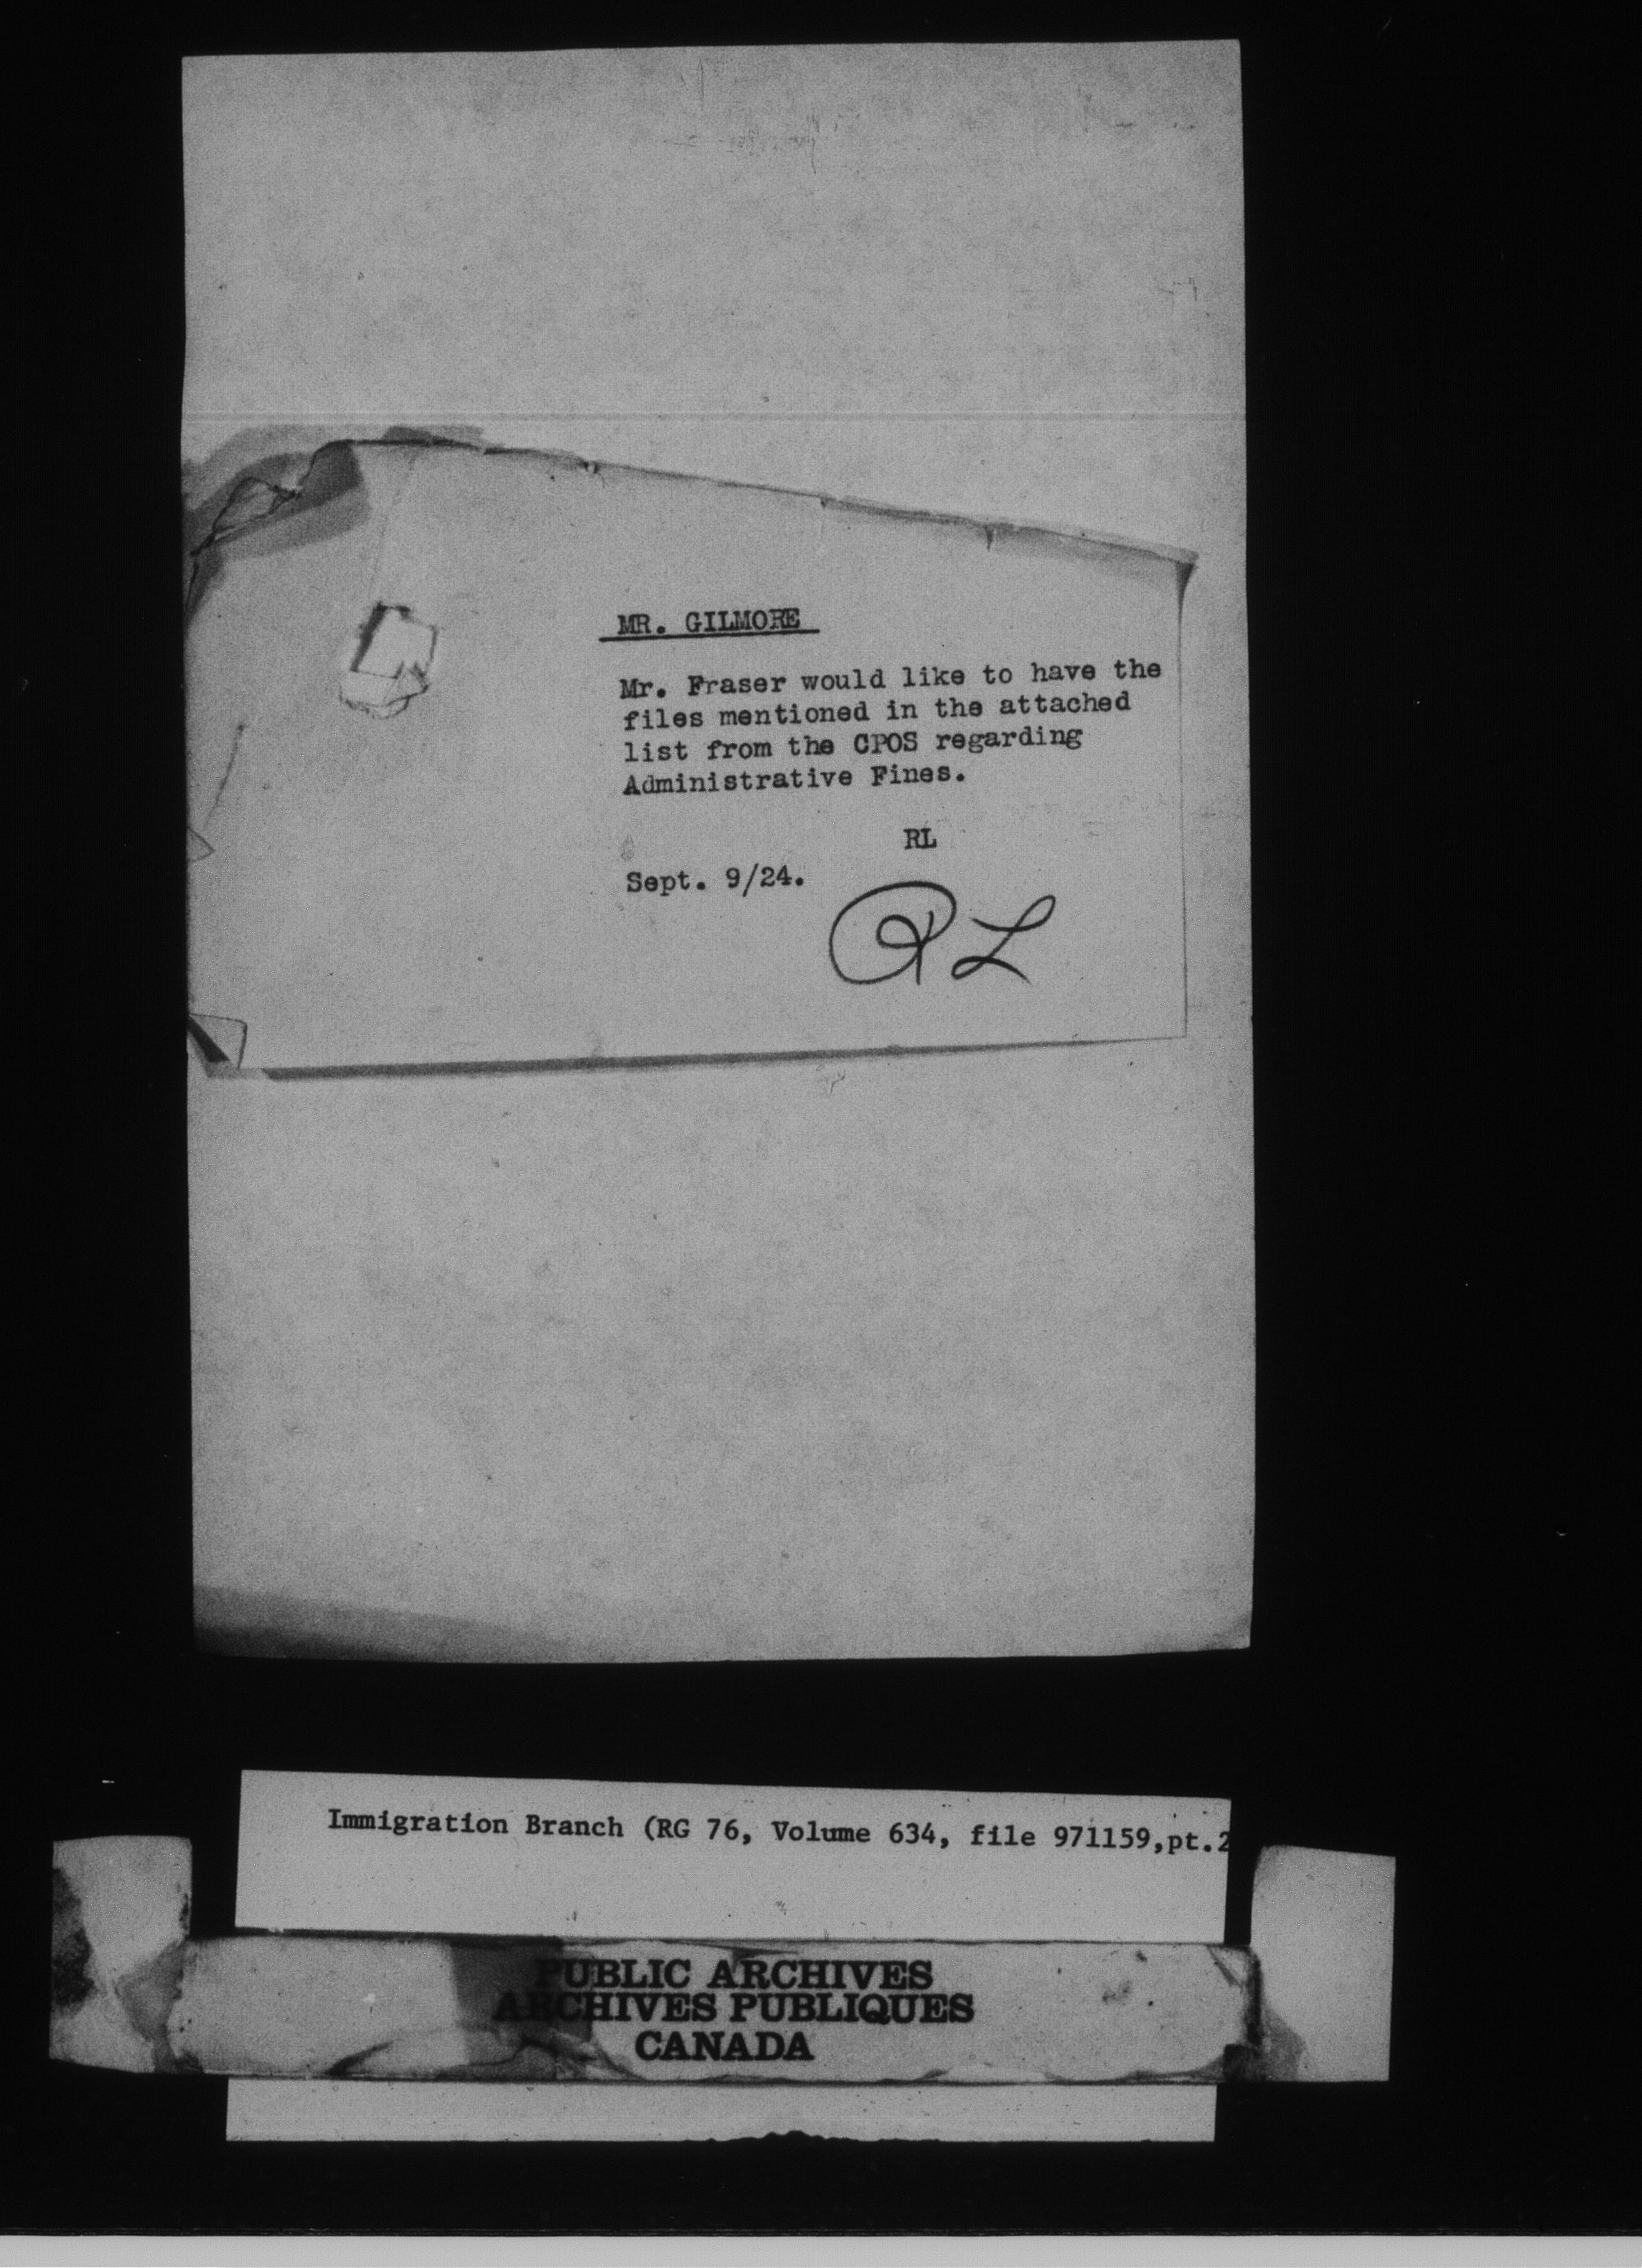 MR. GILMORE
Mr. Fraser would like to have the
files mentioned in the attached
list from the CPOS regarding
Administrative Fines.
RL
Sept. 9/24.
RL
Immigration Branch (RG 76, Volume 634, file 971159,pt.2
PUBLIC ARCHIVES
ARCHIVES PUBLIQUES
CANADA